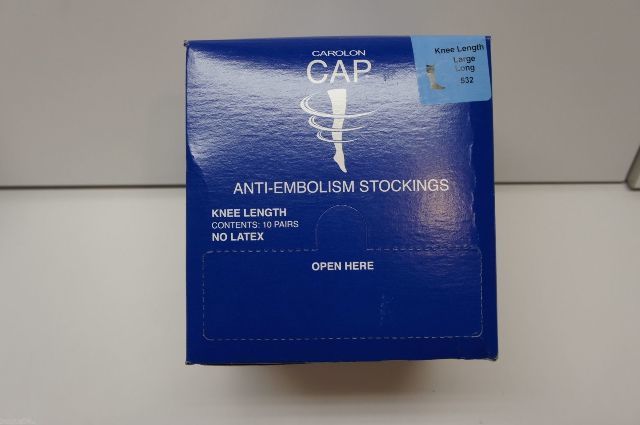 CAROLON
CAP
Knee Length
Large
Long
532
ANTI-EMBOLISM STOCKINGS
KNEE LENGTH
CONTENTS: 10 PAIRS
NO LATEX
OPEN HERE